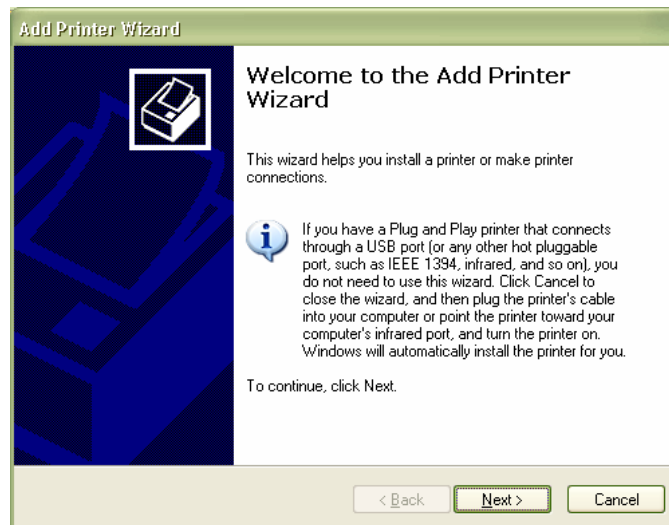 Add Printer Wizard
Welcome to the Add Printer
Wizard
This wizard helps you install a printer or make printer
connections.
If you have a Plug and Play printer that connects
through a USB port (or any other hot pluggable
port, such as IEEE 1394, infrared, and so on), you
do not need to use this wizard. Click Cancel to
close the wizard, and then plug the printer's cable
into your computer or point the printer toward your
computer's infrared port, and turn the printer on.
Windows will automatically install the printer for you.
To continue, click Next.
< Back Next > Cancel